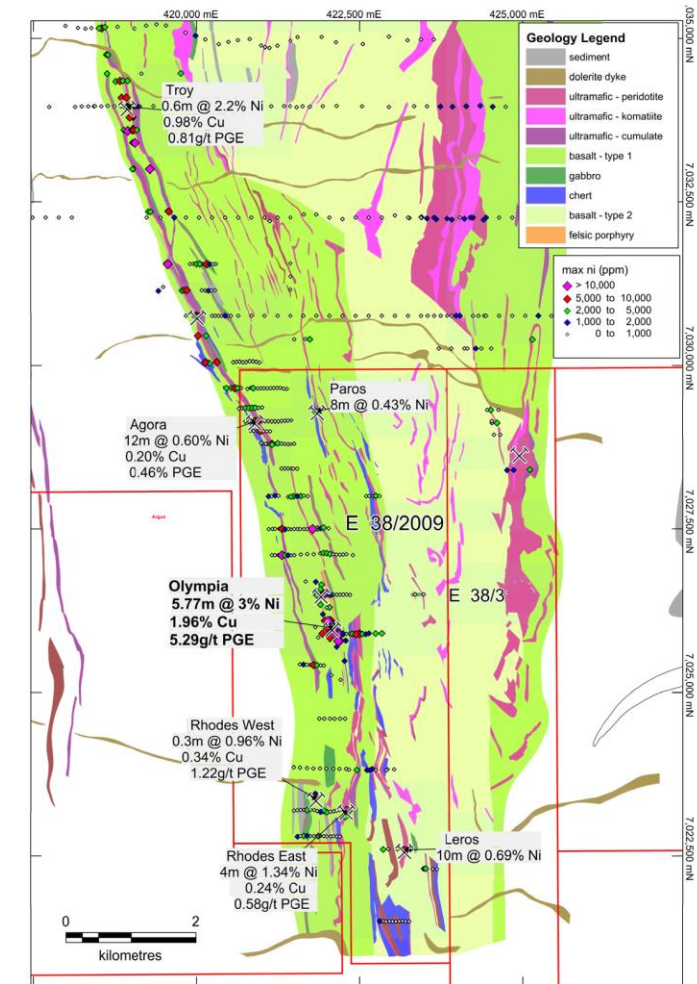 420,000 mE
422,500 mE
425,000 mE
7,035,000 mN
7,032,500 mN
7,030,000 mN
7,027,500 mN
7,025,000 mN
7,022,500 mN
Geology Legend
sediment
dolerite dyke
ultramafic - peridotite
ultramafic - komatiite
ultramafic - cumulate
basalt - type 1
gabbro
chert
basalt - type 2
felsic porphyry
max ni (ppm)
> 10,000
5,000 to 10,000
2,000 to 5,000
1,000 to 2,000
0 to 1,000
Troy
0.6m @ 2.2% Ni
0.98% Cu
0.81g/t PGE
Paros
8m @ 0.43% Ni
Agora
12m @ 0.60% Ni
0.20% Cu
0.46% PGE
Argus
E 38/2009
E 38/3
Olympia
5.77m @ 3% Ni
1.96% Cu
5.29g/t PGE
Rhodes West
0.3m @ 0.96% Ni
0.34% Cu
1.22g/t PGE
Rhodes East
4m @ 1.34% Ni
0.24% Cu
0.58g/t PGE
Leros
10m @ 0.69% Ni
0
2
kilometres